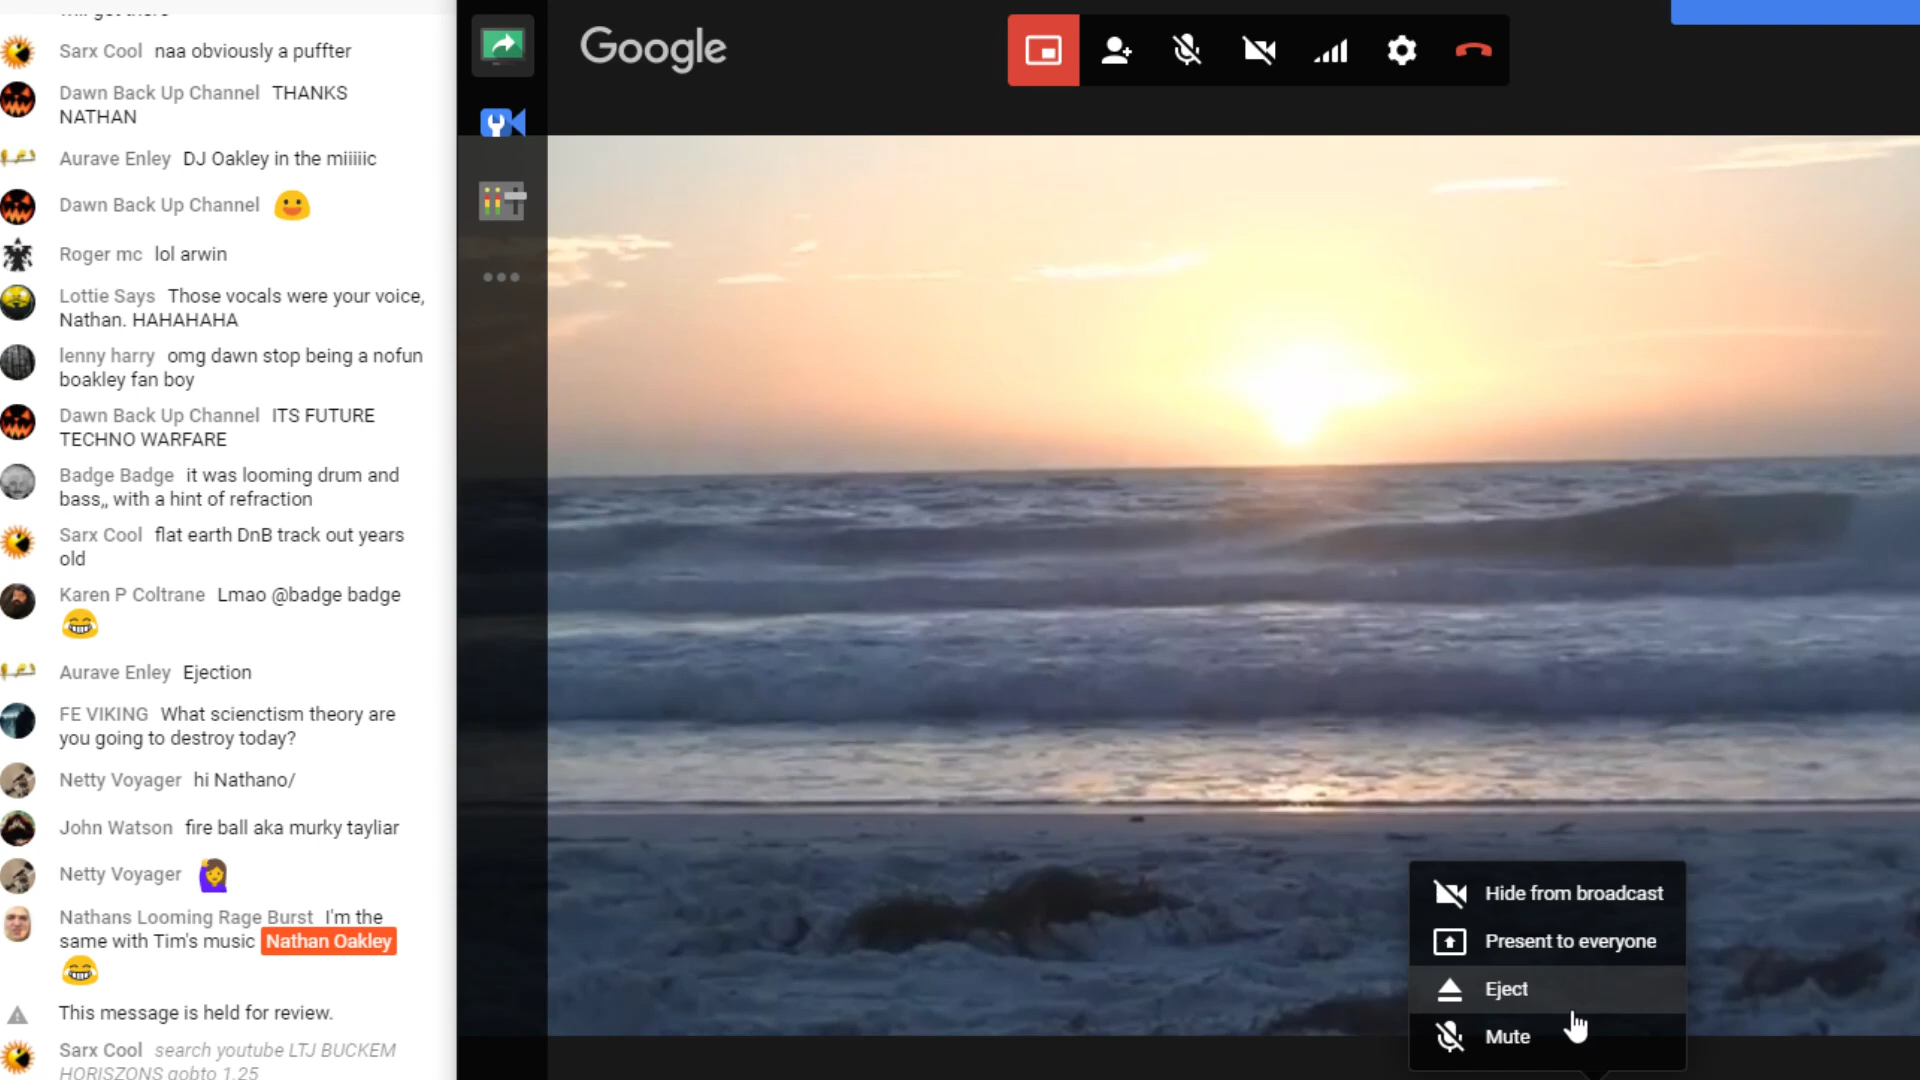 Sarx Cool naa obviously a puffter
Dawn Back Up Channel THANKS
NATHAN
Aurave Enley DJ Oakley in the miiiiic
Dawn Back Up Channel
Roger mc lol arwin
Lottie Says Those vocals were your voice,
Nathan. HAHAHAHA
lenny harry omg dawn stop being a nofun
boakley fan boy
Dawn Back Up Channel ITS FUTURE
TECHNO WARFARE
Badge Badge it was looming drum and
bass,, with a hint of refraction
Sarx Cool flat earth DnB track out years
old
Karen P Coltrane Lmao @badge badge
Aurave Enley Ejection
FE VIKING What scienctism theory are
you going to destroy today?
Netty Voyager hi Nathano/
John Watson fire ball aka murky tayliar
Netty Voyager
Nathans Looming Rage Burst I'm the
same with Tim's music Nathan Oakley
This message is held for review.
Sarx Cool search youtube LTJ BUCKEM
HORISZONS gobto 1.25
Google
Hide from broadcast
Present to everyone
Eject
Mute